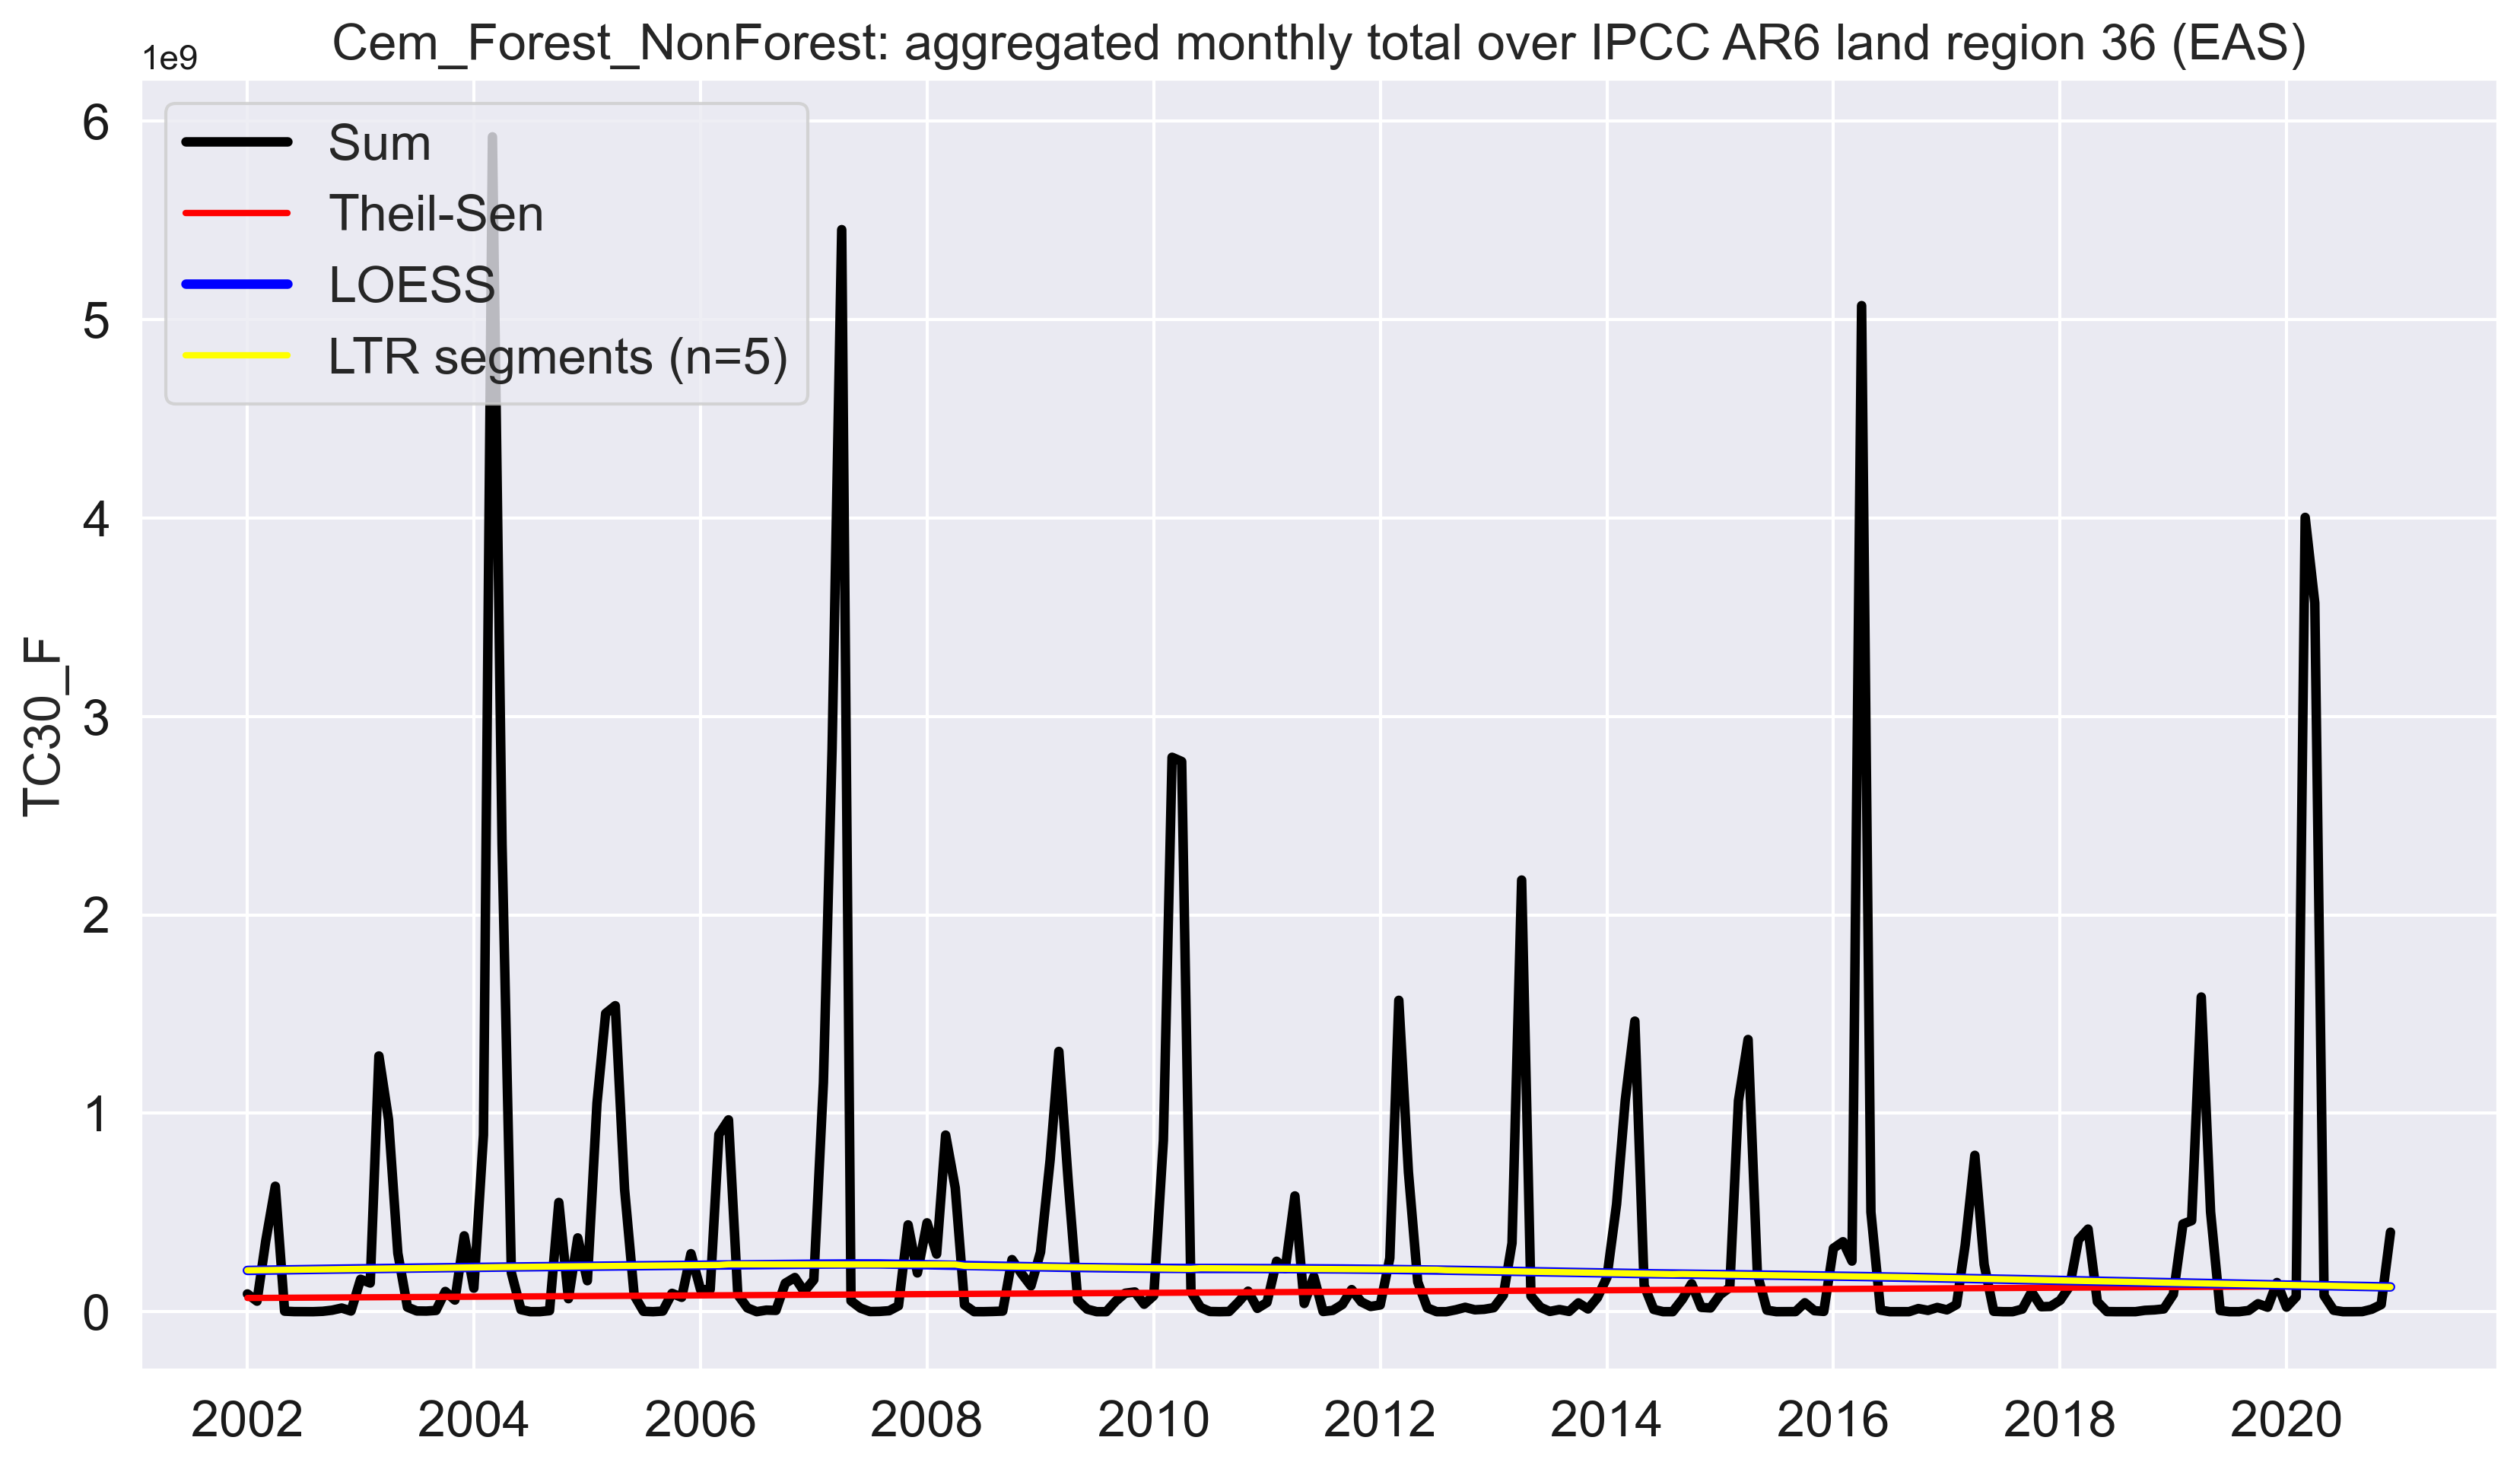 Cem_Forest_NonForest: aggregated monthly total over IPCC AR6 land region 36 (EAS)
1e9
Sum
Theil-Sen
LOESS
LTR segments (n=5)
6
5
4
3
2
1
0
TC30_F
2002 2004 2006 2008 2010 2012 2014 2016 2018 2020